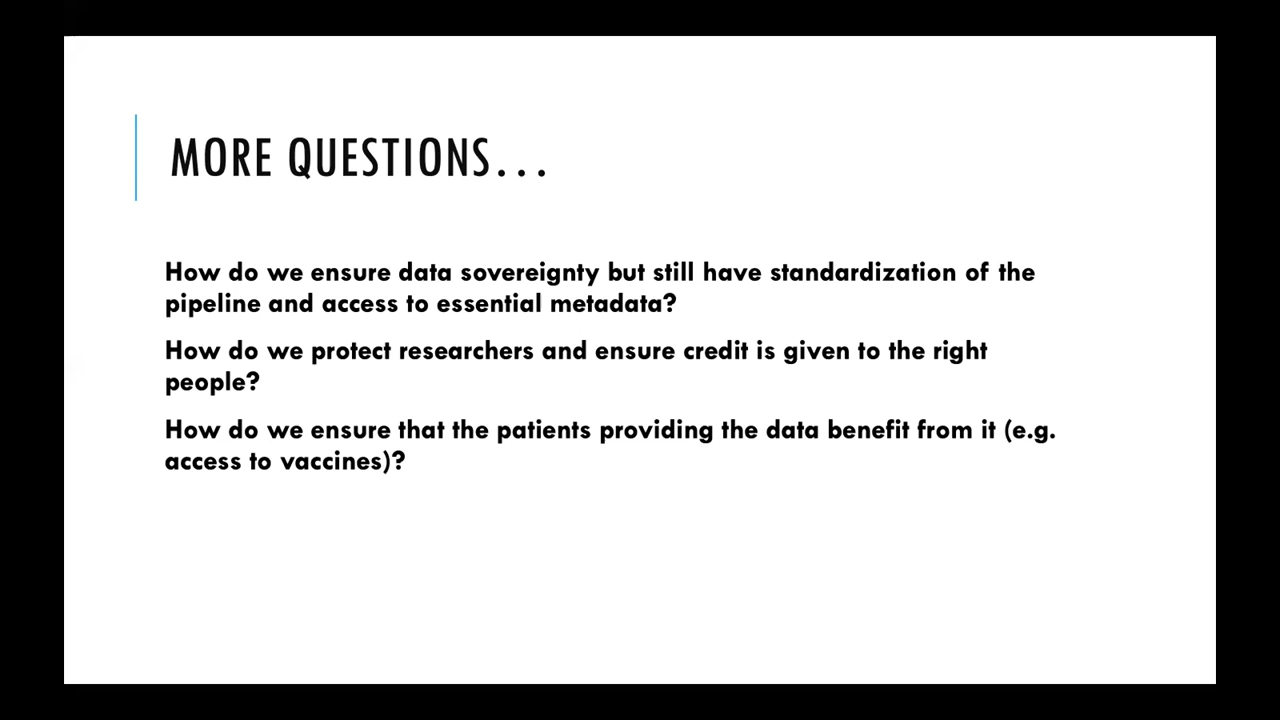 MORE QUESTIONS...
How do we ensure data sovereignty but still have standardization of the
pipeline and access to essential metadata?
How do we protect researchers and ensure credit is given to the right
people?
How do we ensure that the patients providing the data benefit from it (e.g.
access to vaccines)?